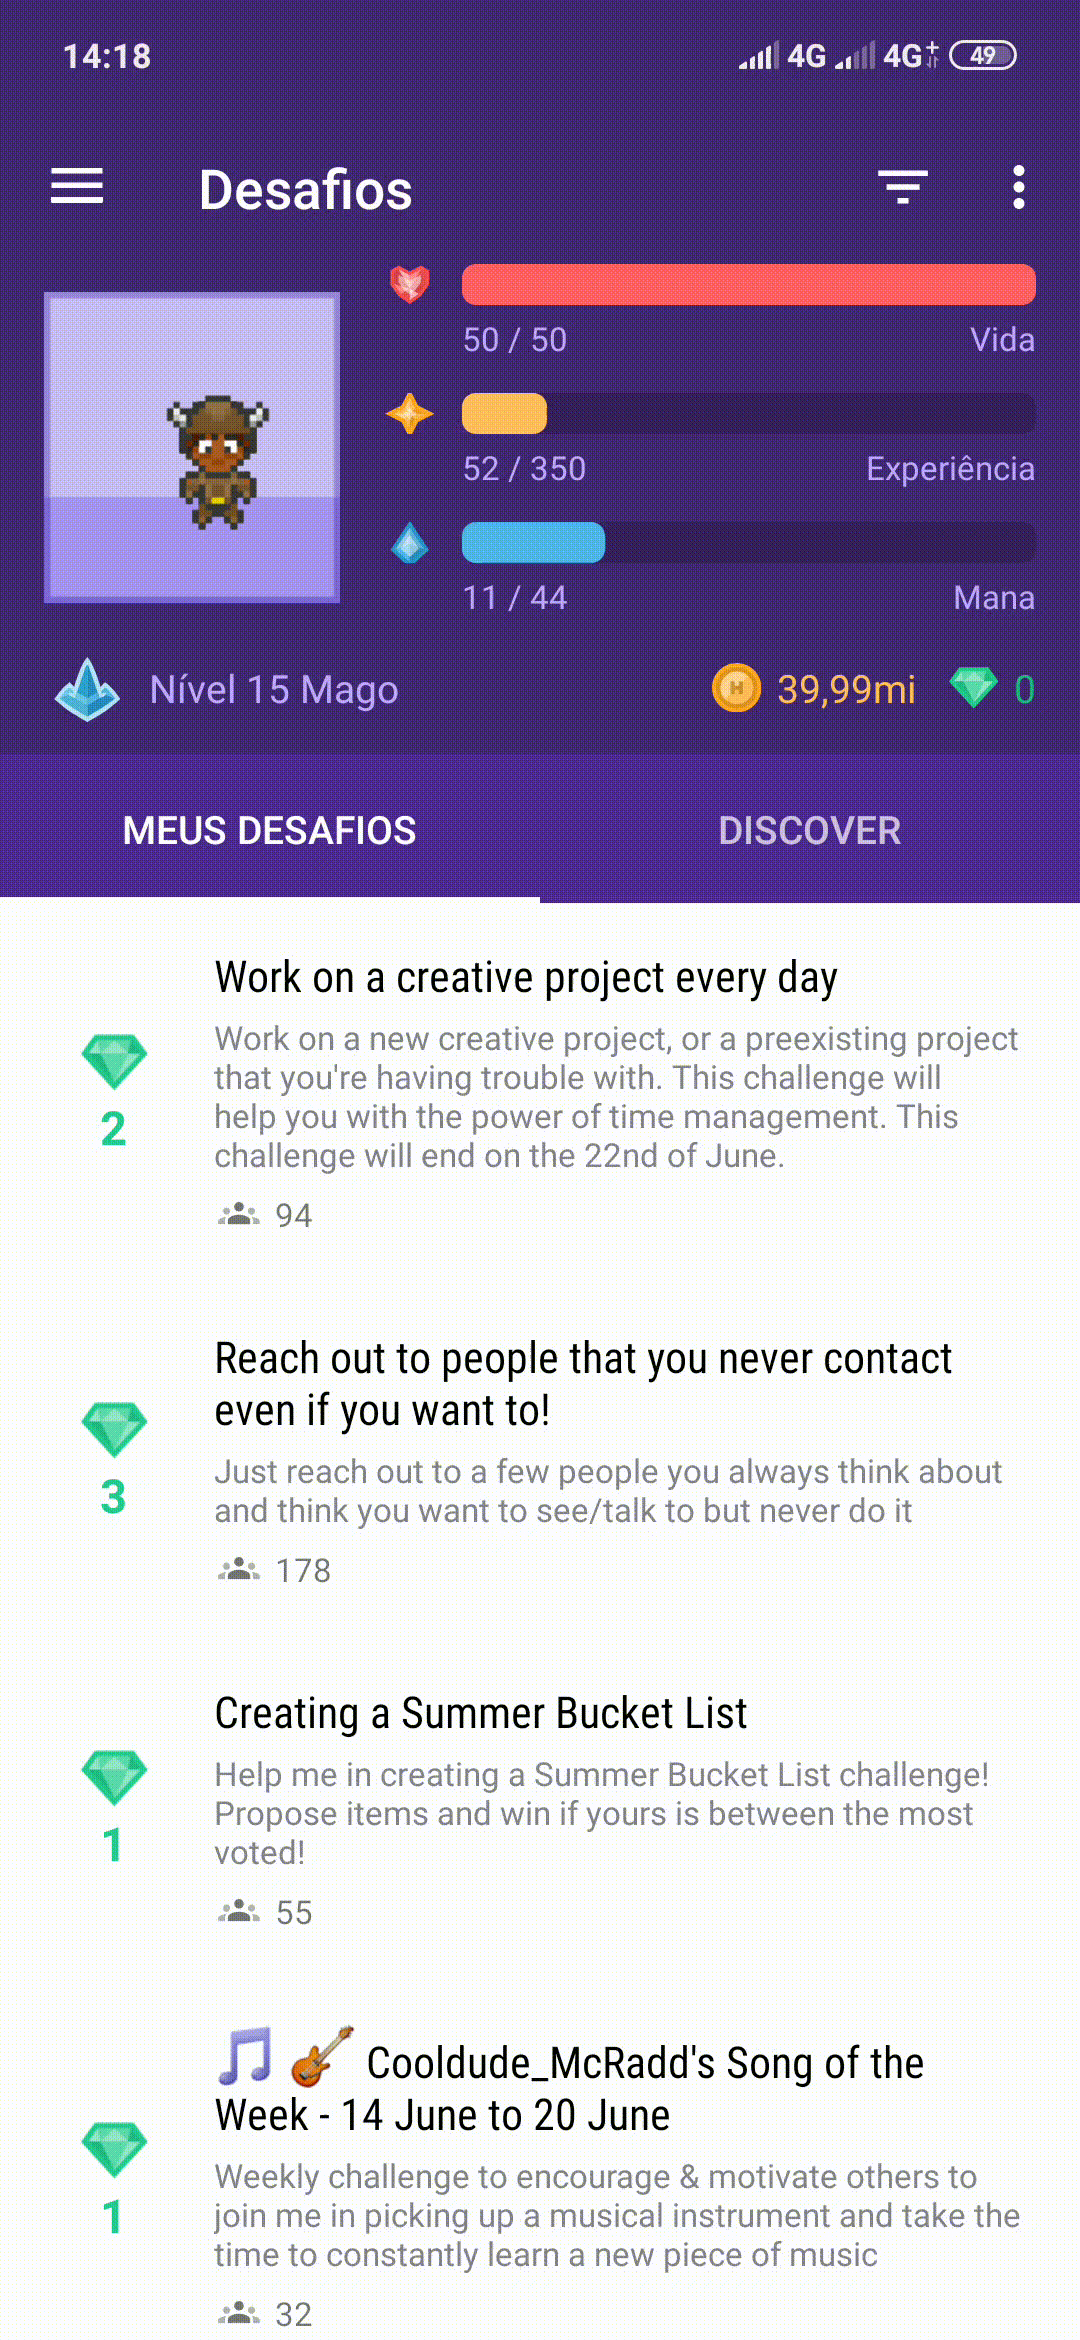 14:18 4G 4G+ 49
Desafios
50 / 50 Vida
52 / 350 Experiência
11 / 44 Mana
Nível 15 Mago H 39,99mi 0
MEUS DESAFIOS DISCOVER
Work on a creative project every day
Work on a new creative project, or a preexisting project
that you're having trouble with. This challenge will
help you with the power of time management. This
challenge will end on the 22nd of June.
2
94
Reach out to people that you never contact
even if you want to!
Just reach out to a few people you always think about
and think you want to see/talk to but never do it
3
178
Creating a Summer Bucket List
Help me in creating a Summer Bucket List challenge!
Propose items and win if yours is between the most
voted!
1
55
🎵 🎸 Cooldude_McRadd's Song of the
Week - 14 June to 20 June
Weekly challenge to encourage & motivate others to
join me in picking up a musical instrument and take the
time to constantly learn a new piece of music
1
32